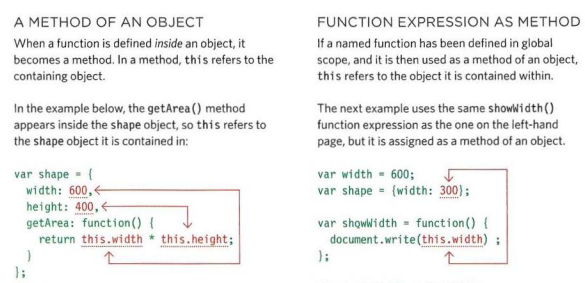 A METHOD OF AN OBJECT
When a function is defined inside an object, it
becomes a method. In a method, this refers to the
containing object.
In the example below, the getArea() method
appears inside the shape object, so this refers to
the shape object it is contained in:
var shape = {
width: 600,
height: 400,
getArea: function() {
return this.width * this.height;
}
};
FUNCTION EXPRESSION AS METHOD
If a named function has been defined in global
scope, and it is then used as a method of an object,
this refers to the object it is contained within.
The next example uses the same showWidth()
function expression as the one on the left-hand
page, but it is assigned as a method of an object.
var width = 600;
var shape = {width: 300};
var showWidth = function() {
document.write(this.width) ;
};